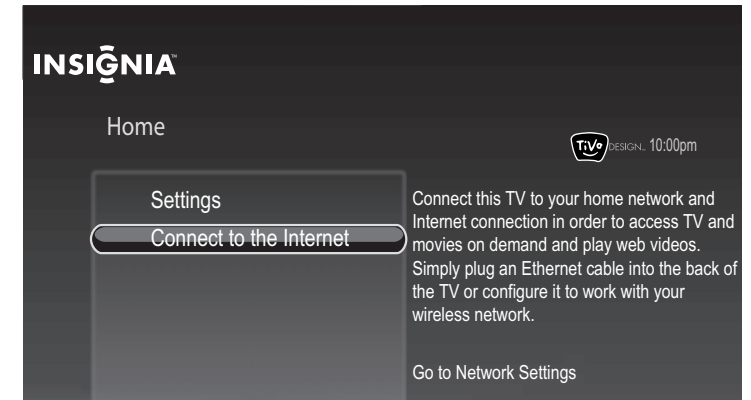 INSIGNIA™
Home
TiVo DESIGN.. 10:00pm
Settings
Connect to the Internet
Connect this TV to your home network and
Internet connection in order to access TV and
movies on demand and play web videos.
Simply plug an Ethernet cable into the back of
the TV or configure it to work with your
wireless network.
Go to Network Settings